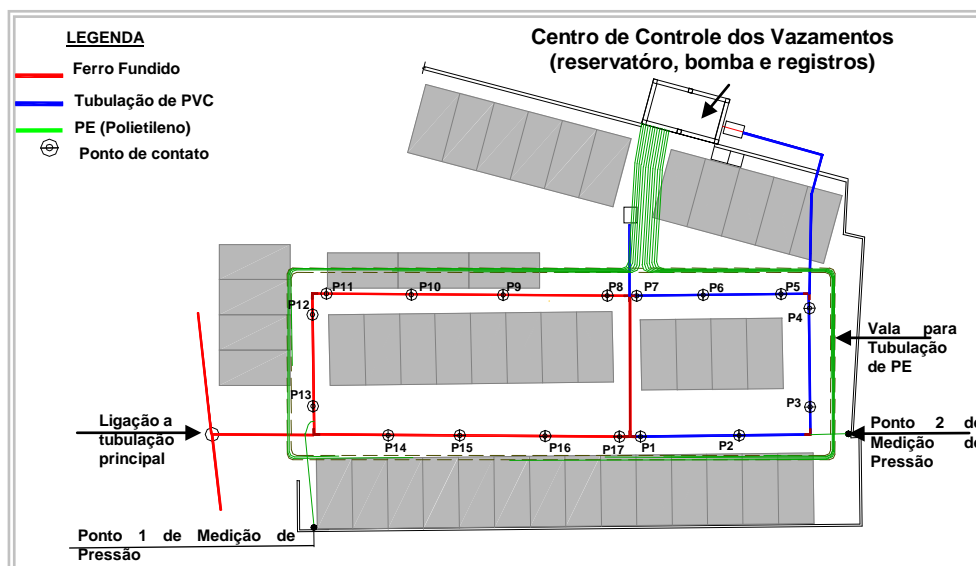 LEGENDA
Ferro Fundido
Tubulação de PVC
PE (Polietileno)
Ponto de contato
Centro de Controle dos Vazamentos
(reservatóro, bomba e registros)
P11
P10
P9
P8
P7
P6
P5
P12
P4
Vala para
Tubulação
de PE
P13
P3
Ligação a
tubulação
principal
P14
P15
P16
P17
P1
P2
Ponto 2 de
Medição de
Pressão
Ponto 1 de Medição de
Pressão